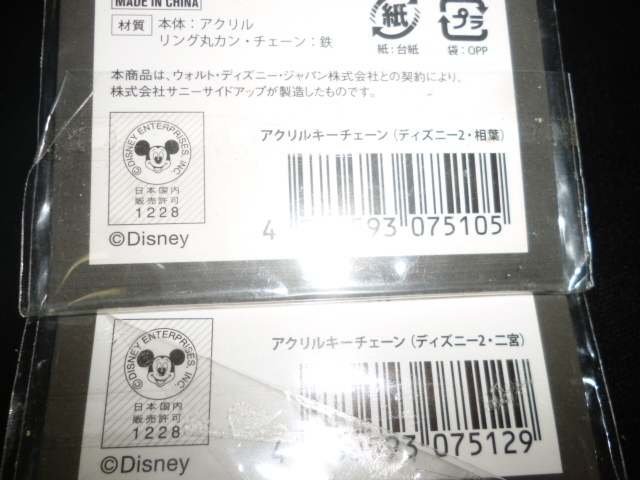 MADE IN CHINA
材質 本体：アクリル
リング丸カン・チェーン：鉄
紙
紙：台紙
プラ
袋：OPP
本商品は、ウォルト・ディズニー・ジャパン株式会社との契約により、
株式会社サニーサイドアップが製造したものです。
©DISNEY ENTERPRISES, INC.
日本国内
販売許可
1228
©Disney
アクリルキーチェーン（ディズニー2・相葉）
593 075105
©DISNEY ENTERPRISES, INC.
日本国内
販売許可
1228
©Disney
アクリルキーチェーン（ディズニー2・二宮）
593 075129